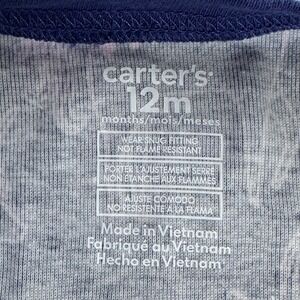 carter's®
12m
months/mois/meses
WEAR SNUG FITTING
NOT FLAME RESISTANT
PORTER L'AJUSTEMENT SERRÉ
NON ÉTANCHE AUX FLAMMES
AJUSTE CÓMODO
NO RESISTENTE A LA FLAMA
Made in Vietnam
Fabriqué au Vietnam
Hecho en Vietnam